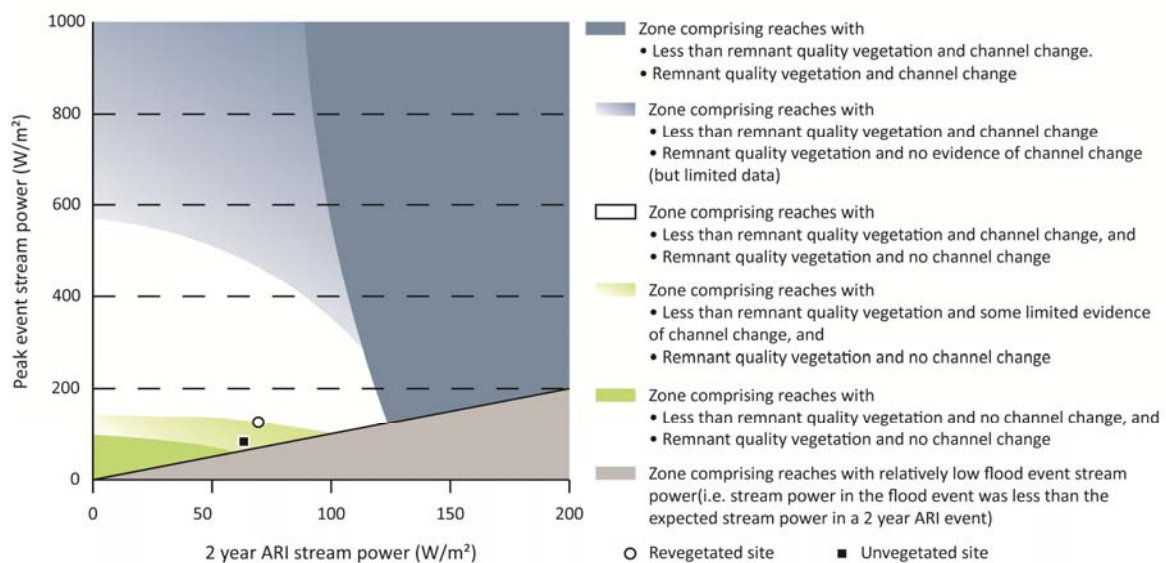 1000
800
600
400
200
0
Peak event stream power (W/m²)
0
50
100
150
200
2 year ARI stream power (W/m²)
Zone comprising reaches with
• Less than remnant quality vegetation and channel change.
• Remnant quality vegetation and channel change
Zone comprising reaches with
• Less than remnant quality vegetation and channel change
• Remnant quality vegetation and no evidence of channel change
(but limited data)
Zone comprising reaches with
• Less than remnant quality vegetation and channel change, and
• Remnant quality vegetation and no channel change
Zone comprising reaches with
• Less than remnant quality vegetation and some limited evidence
of channel change, and
• Remnant quality vegetation and no channel change
Zone comprising reaches with
• Less than remnant quality vegetation and no channel change, and
• Remnant quality vegetation and no channel change
Zone comprising reaches with relatively low flood event stream
power(i.e. stream power in the flood event was less than the
expected stream power in a 2 year ARI event)
Revegetated site
Unvegetated site